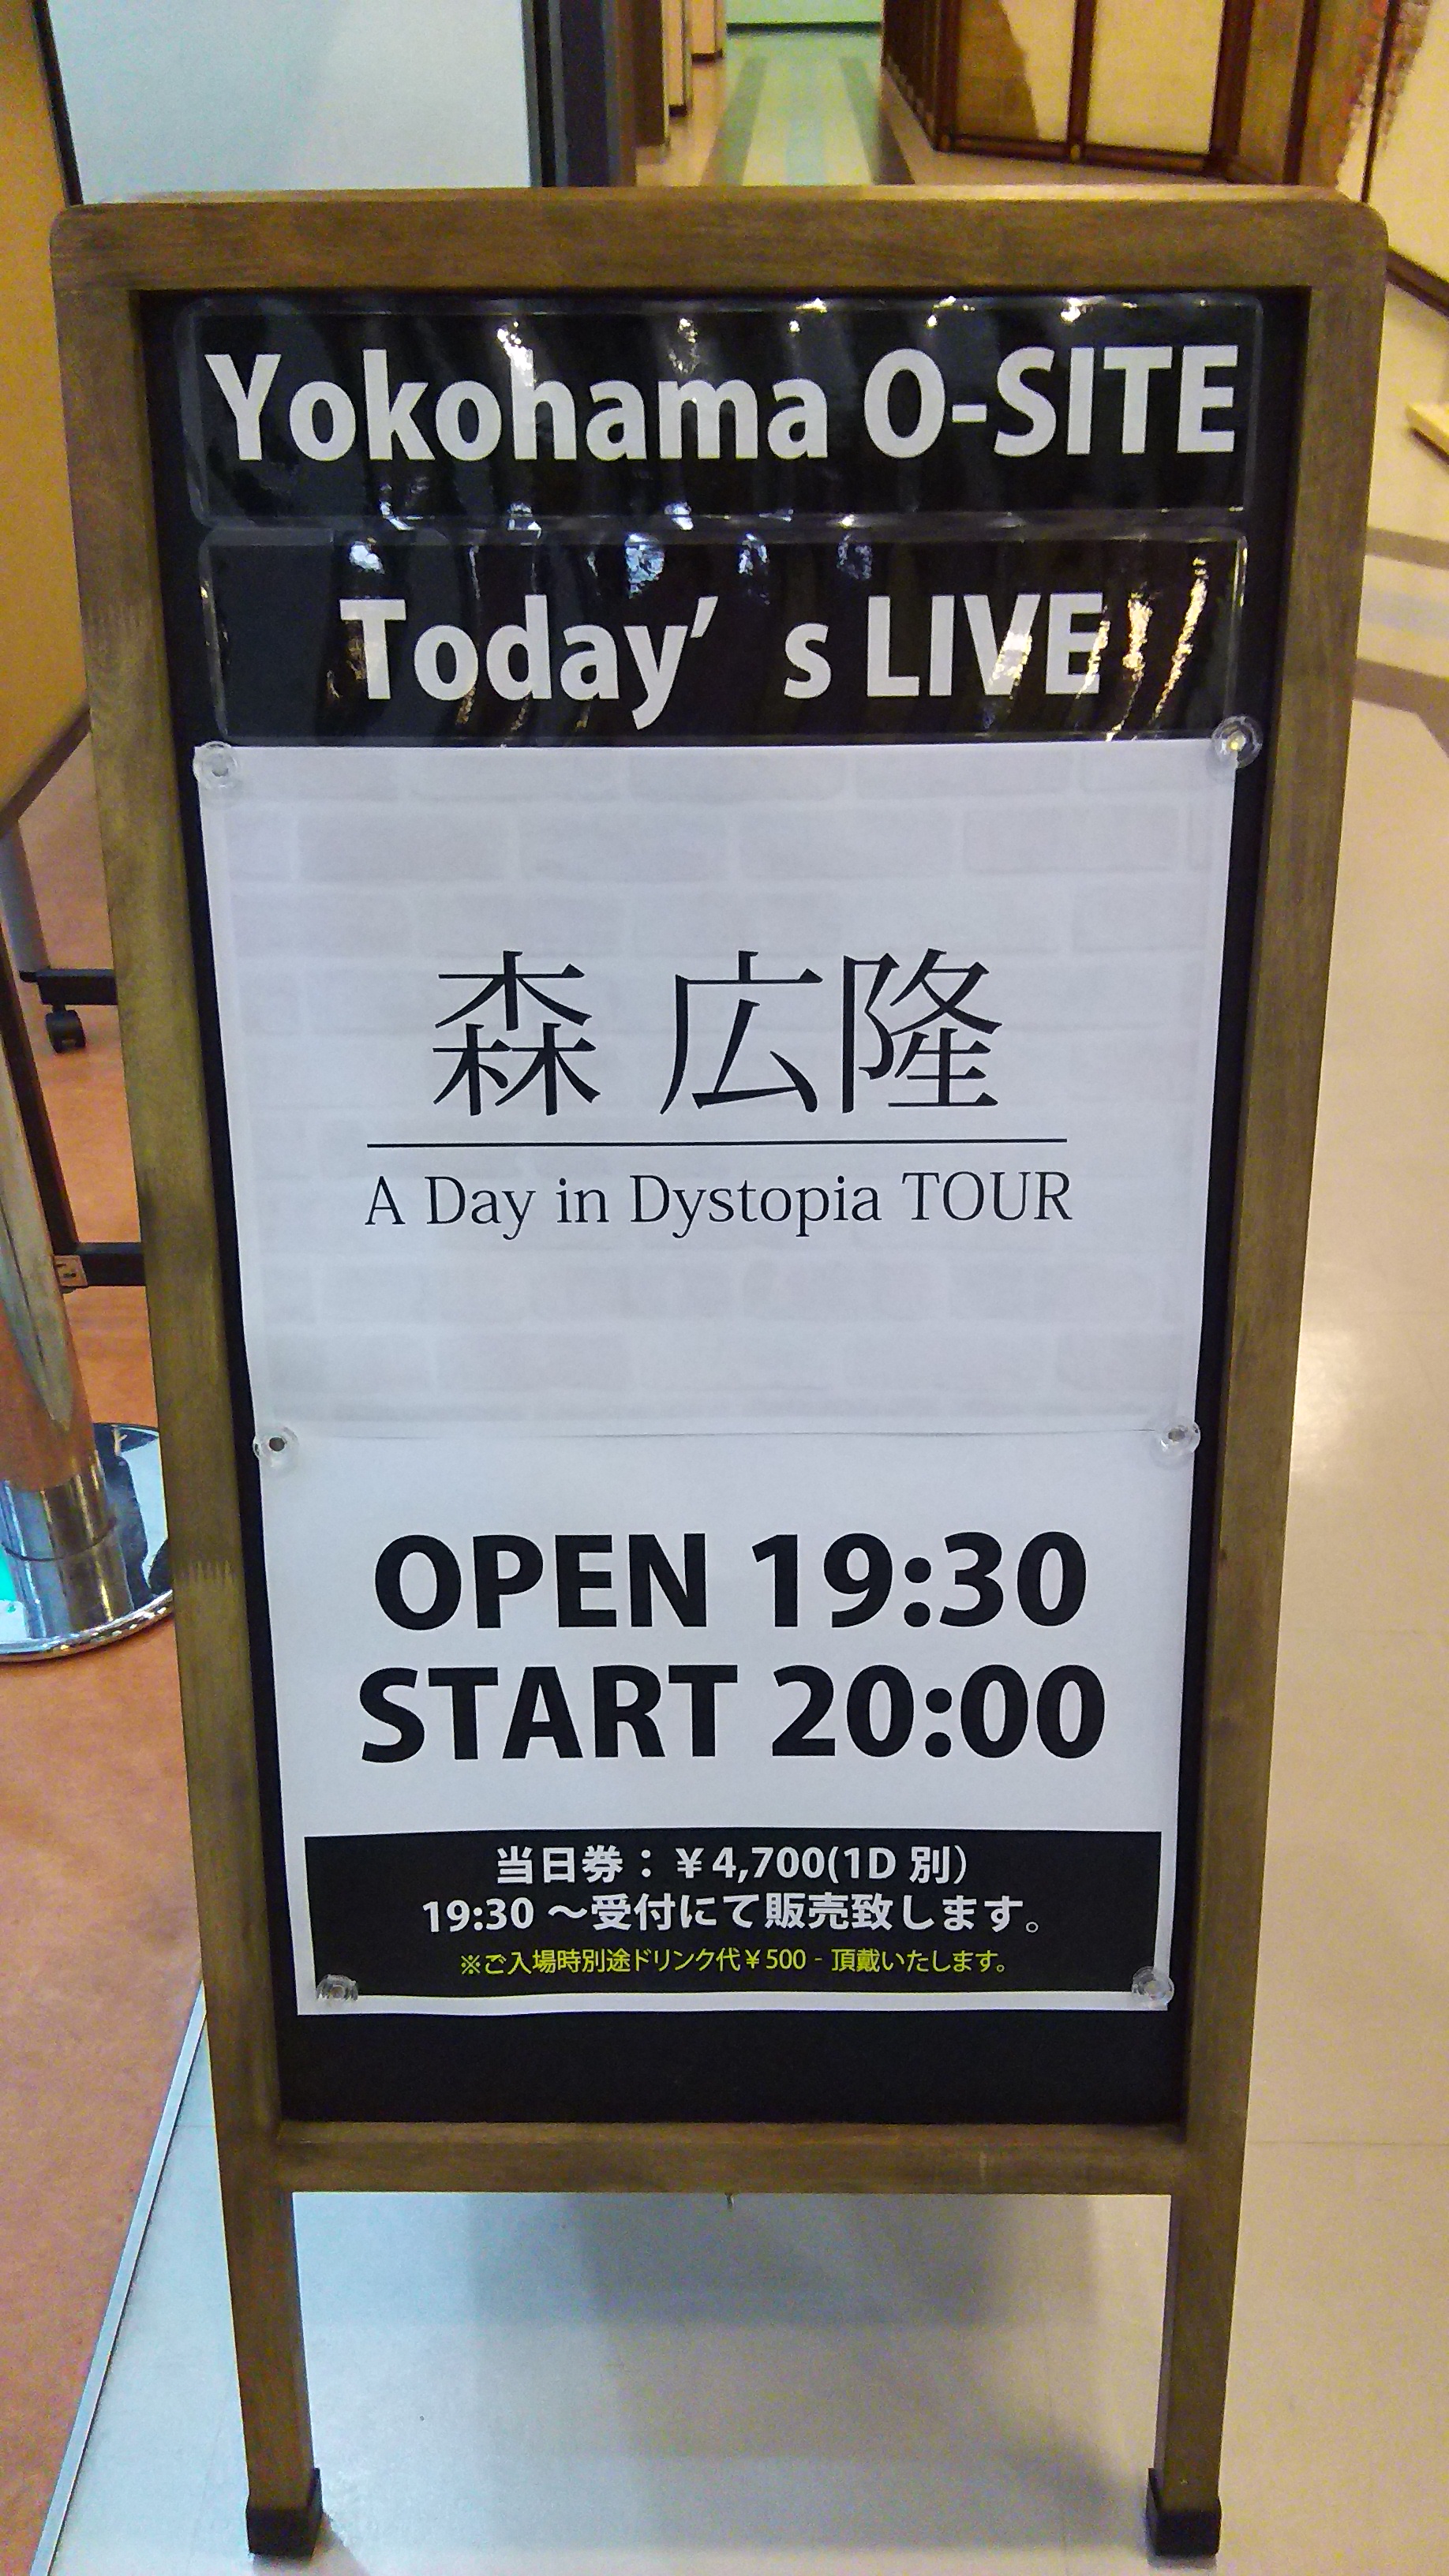 Yokohama O-SITE
Today’s LIVE
森 広隆
A Day in Dystopia TOUR
OPEN 19:30
START 20:00
当日券：￥4,700(1D 別）
19:30 ～受付にて販売致します。
※ご入場時別途ドリンク代￥500 - 頂戴いたします。